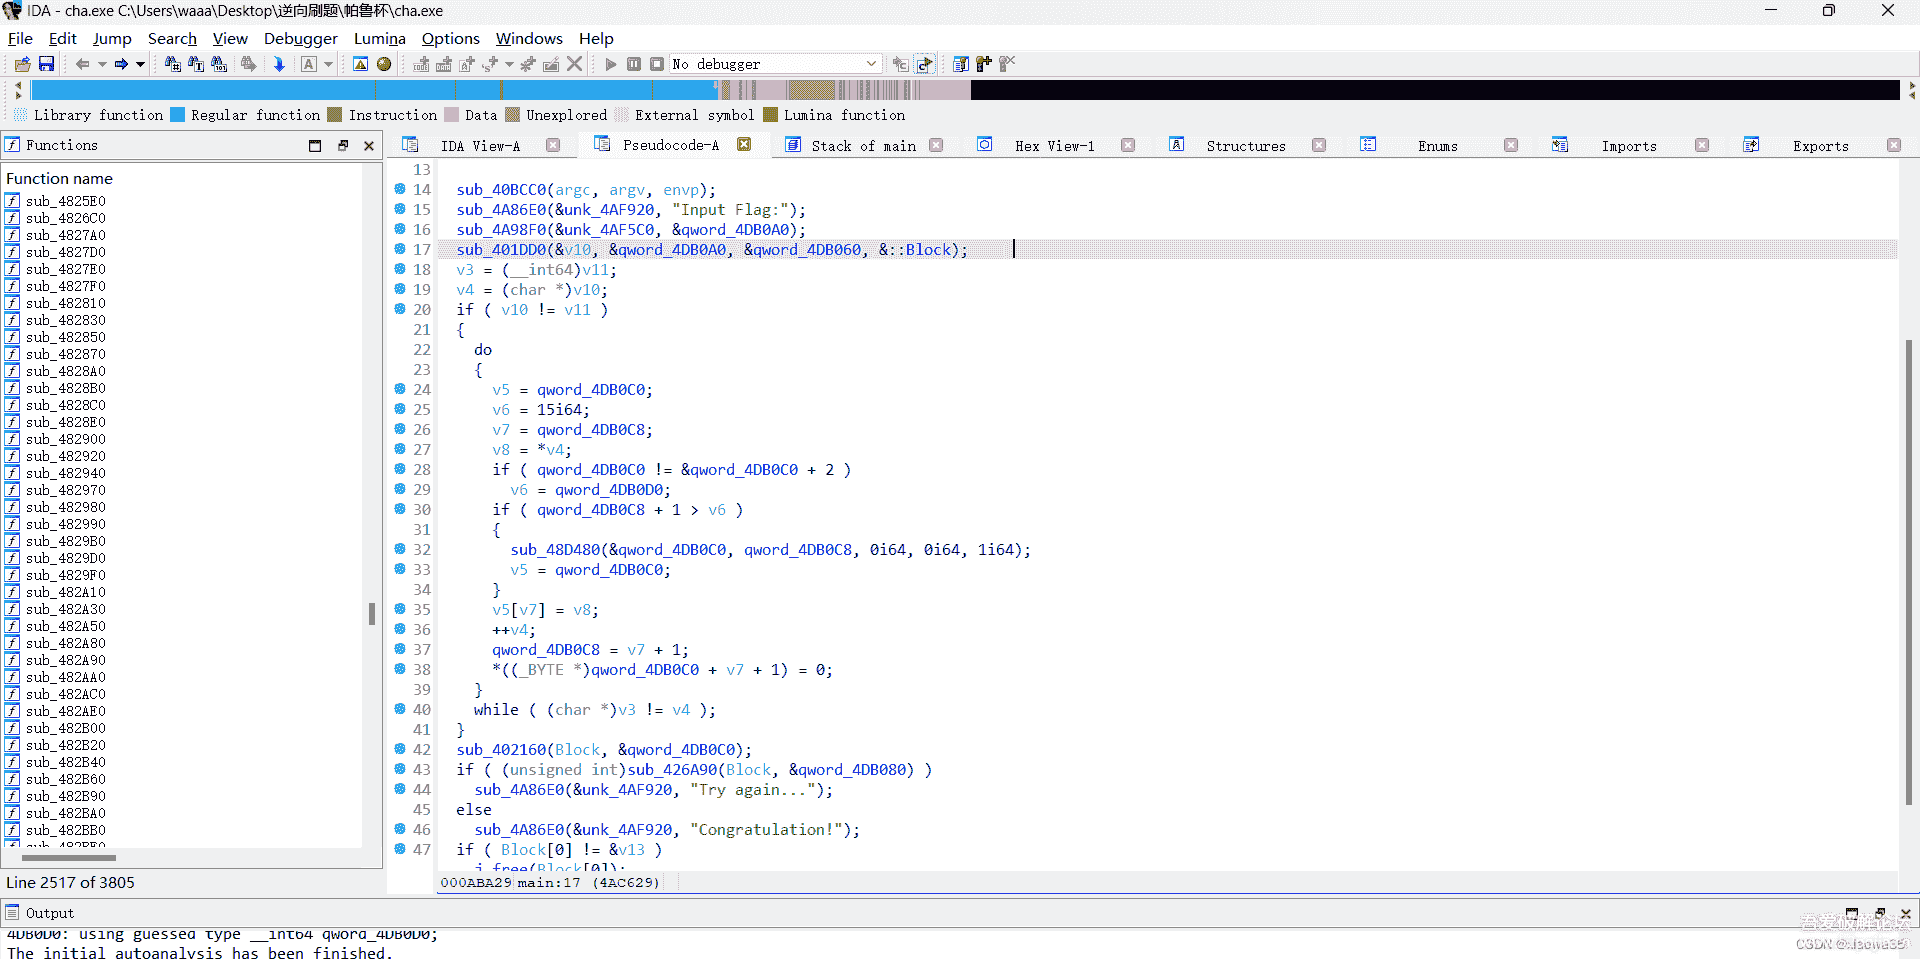 IDA - cha.exe C:\Users\waaa\Desktop\逆向刷题\帕鲁杯\cha.exe
File Edit Jump Search View Debugger Lumina Options Windows Help
No debugger
Library function Regular function Instruction Data Unexplored External symbol Lumina function
Functions
IDA View-A Pseudocode-A Stack of main Hex View-1 Structures Enums Imports Exports
Function name
sub_4825E0
sub_4826C0
sub_4827A0
sub_4827D0
sub_4827E0
sub_4827F0
sub_482810
sub_482830
sub_482850
sub_482870
sub_4828A0
sub_4828B0
sub_4828C0
sub_4828E0
sub_482900
sub_482920
sub_482940
sub_482970
sub_482980
sub_482990
sub_4829B0
sub_4829D0
sub_4829F0
sub_482A10
sub_482A30
sub_482A50
sub_482A80
sub_482A90
sub_482AA0
sub_482AC0
sub_482AE0
sub_482B00
sub_482B20
sub_482B40
sub_482B60
sub_482B90
sub_482BA0
sub_482BB0
Line 2517 of 3805
13
14 sub_40BCC0(argc, argv, envp);
15 sub_4A86E0(&unk_4AF920, "Input Flag:");
16 sub_4A98F0(&unk_4AF5C0, &qword_4DB0A0);
17 sub_401DD0(&v10, &qword_4DB0A0, &qword_4DB060, &::Block);
18 v3 = (__int64)v11;
19 v4 = (char *)v10;
20 if ( v10 != v11 )
21 {
22 do
23 {
24 v5 = qword_4DB0C0;
25 v6 = 15i64;
26 v7 = qword_4DB0C8;
27 v8 = *v4;
28 if ( qword_4DB0C0 != &qword_4DB0C0 + 2 )
29 v6 = qword_4DB0D0;
30 if ( qword_4DB0C8 + 1 > v6 )
31 {
32 sub_48D480(&qword_4DB0C0, qword_4DB0C8, 0i64, 0i64, 1i64);
33 v5 = qword_4DB0C0;
34 }
35 v5[v7] = v8;
36 ++v4;
37 qword_4DB0C8 = v7 + 1;
38 *((_BYTE *)qword_4DB0C0 + v7 + 1) = 0;
39 }
40 while ( (char *)v3 != v4 );
41 }
42 sub_402160(Block, &qword_4DB0C0);
43 if ( (unsigned int)sub_426A90(Block, &qword_4DB080) )
44 sub_4A86E0(&unk_4AF920, "Try again...");
45 else
46 sub_4A86E0(&unk_4AF920, "Congratulation!");
47 if ( Block[0] != &v13 )
j_free(Block[0]);
000ABA29 main:17 (4AC629)
Output
4DB0D0: using guessed type __int64 qword_4DB0D0;
The initial autoanalysis has been finished.